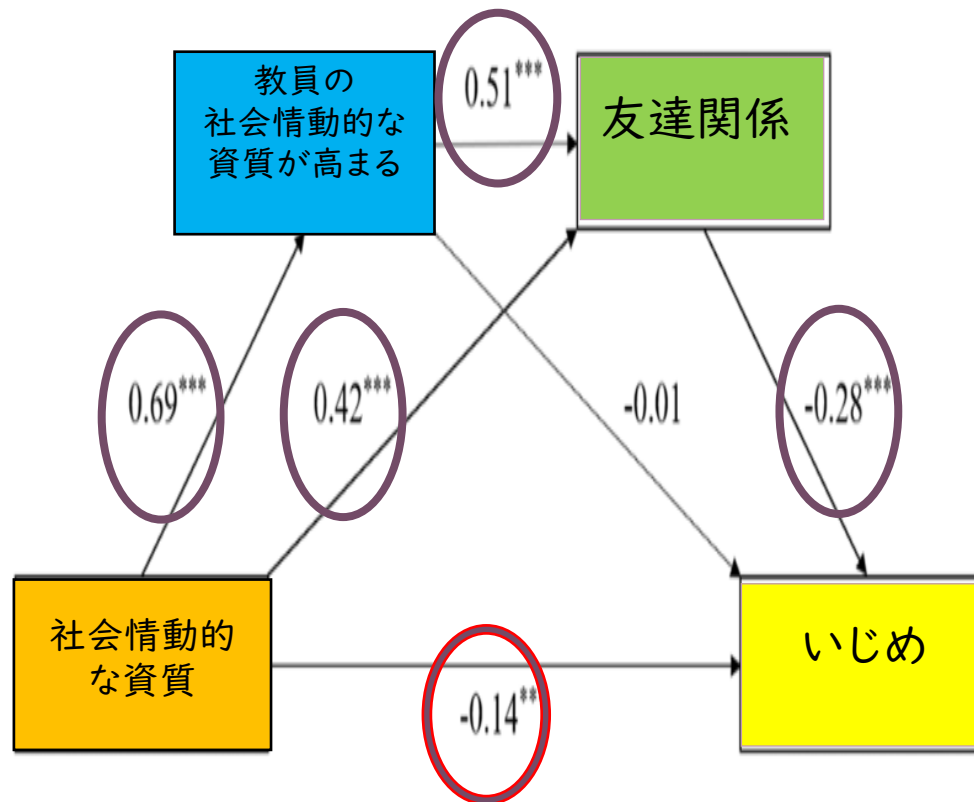 教員の
社会情動的な
資質が高まる
0.51***
友達関係
0.69***
0.42***
-0.01
-0.28***
社会情動的
な資質
-0.14**
いじめ